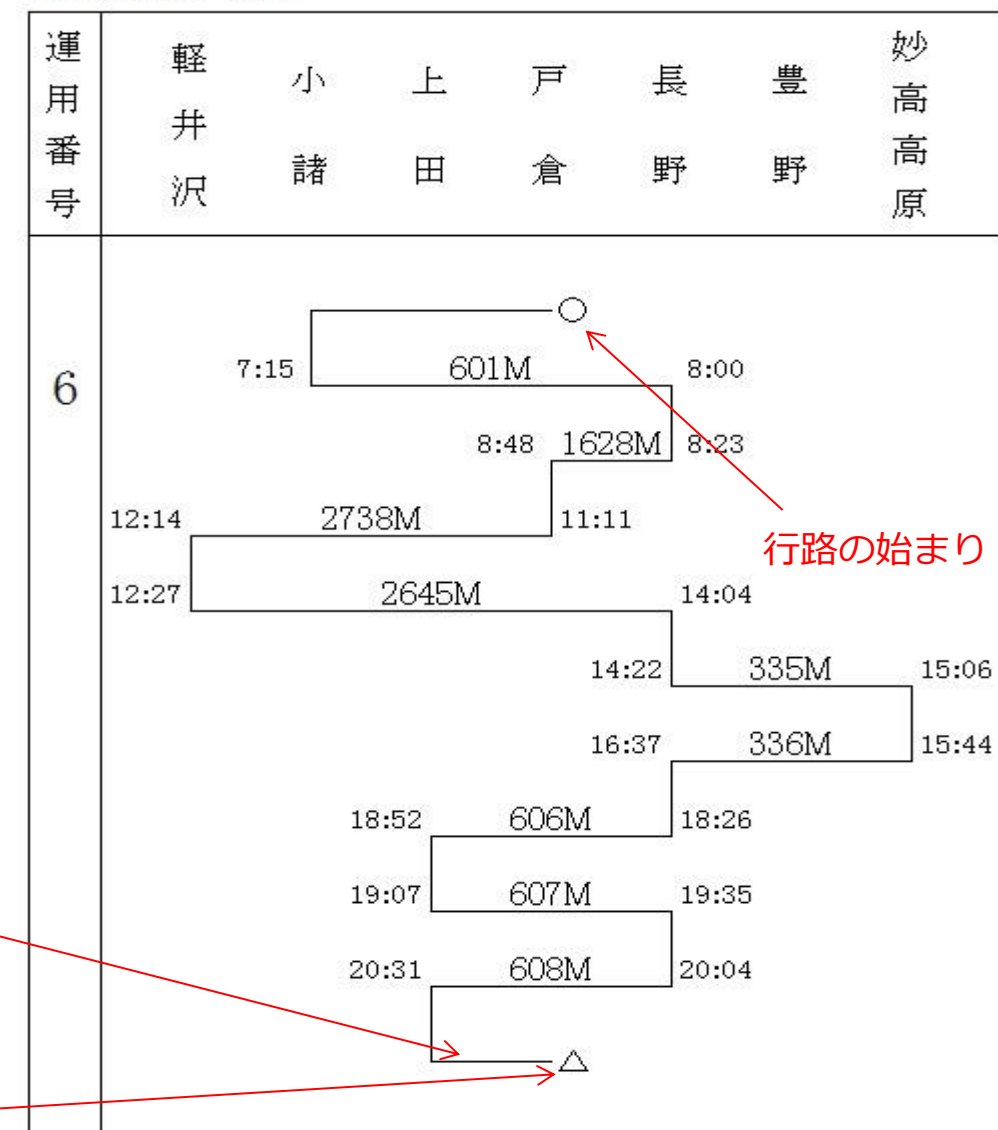 運用番号
軽井沢
小諸
上田
戸倉
長野
豊野
妙高高原
6
7:15 601M 8:00
8:48 1628M 8:23
12:14 2738M 11:11
行路の始まり
12:27 2645M 14:04
14:22 335M 15:06
16:37 336M 15:44
18:52 606M 18:26
19:07 607M 19:35
20:31 608M 20:04